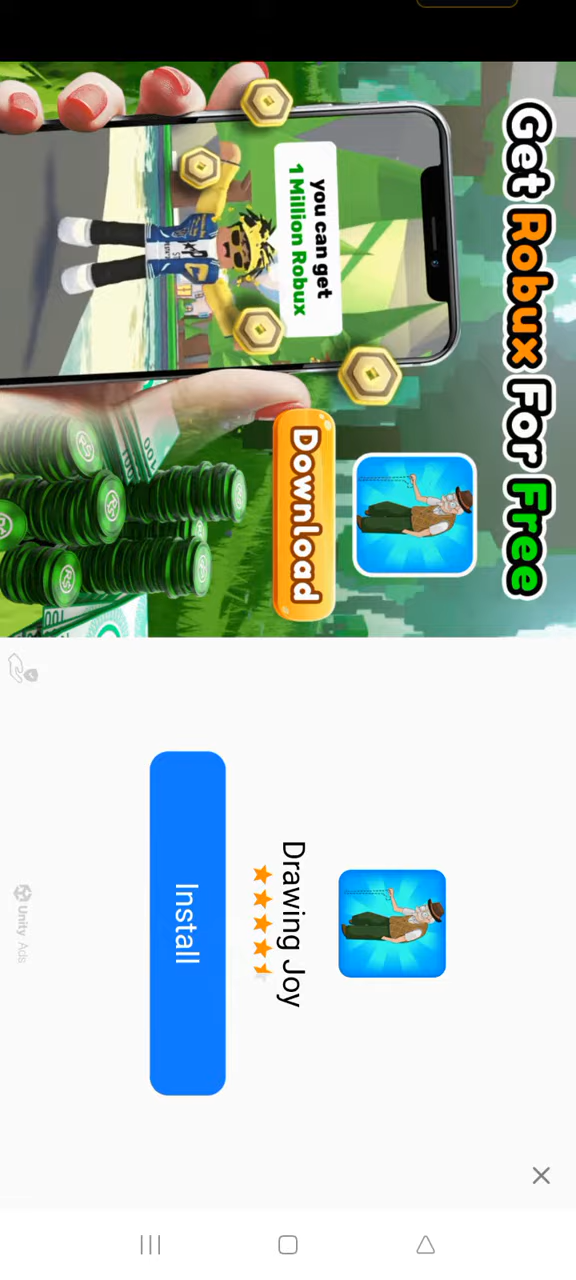 Get Robux For Free
you can get
1 Million Robux
Download
Drawing Joy
Install
Unity Ads